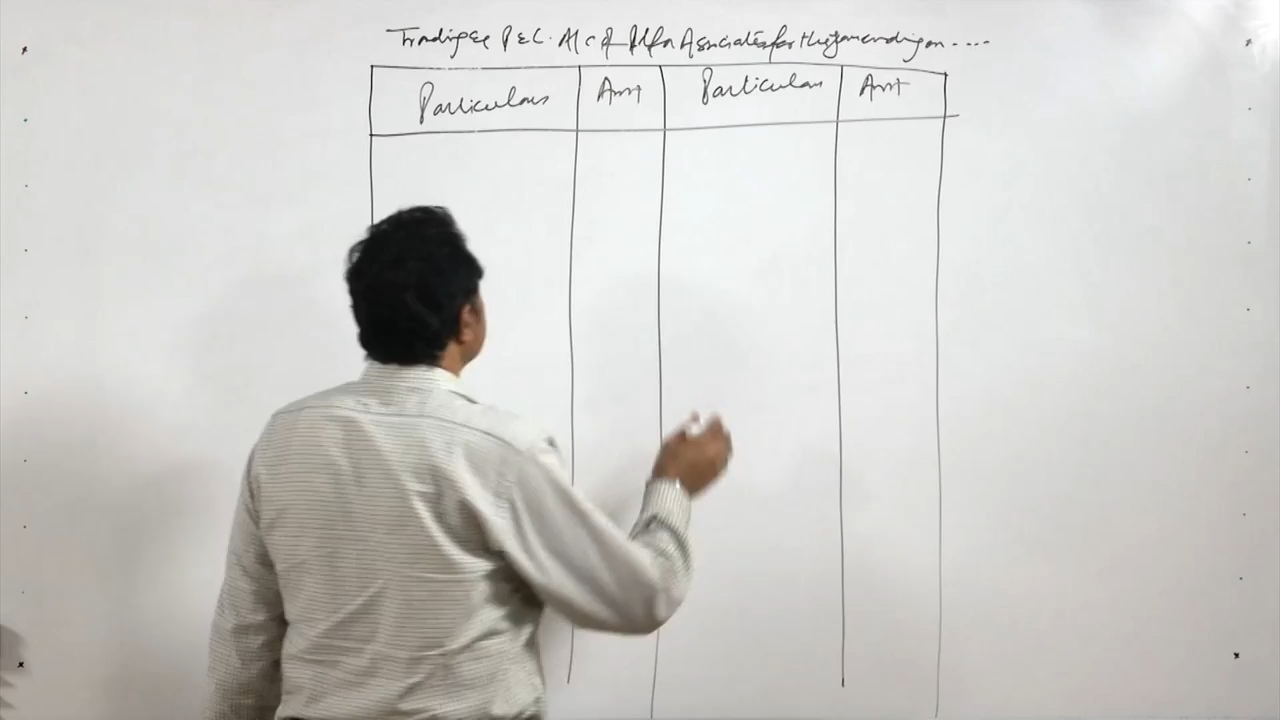 Trading & P&L. A/c of Alfa Associates for the year ending on ....
Particulars Amt Particulars Amt